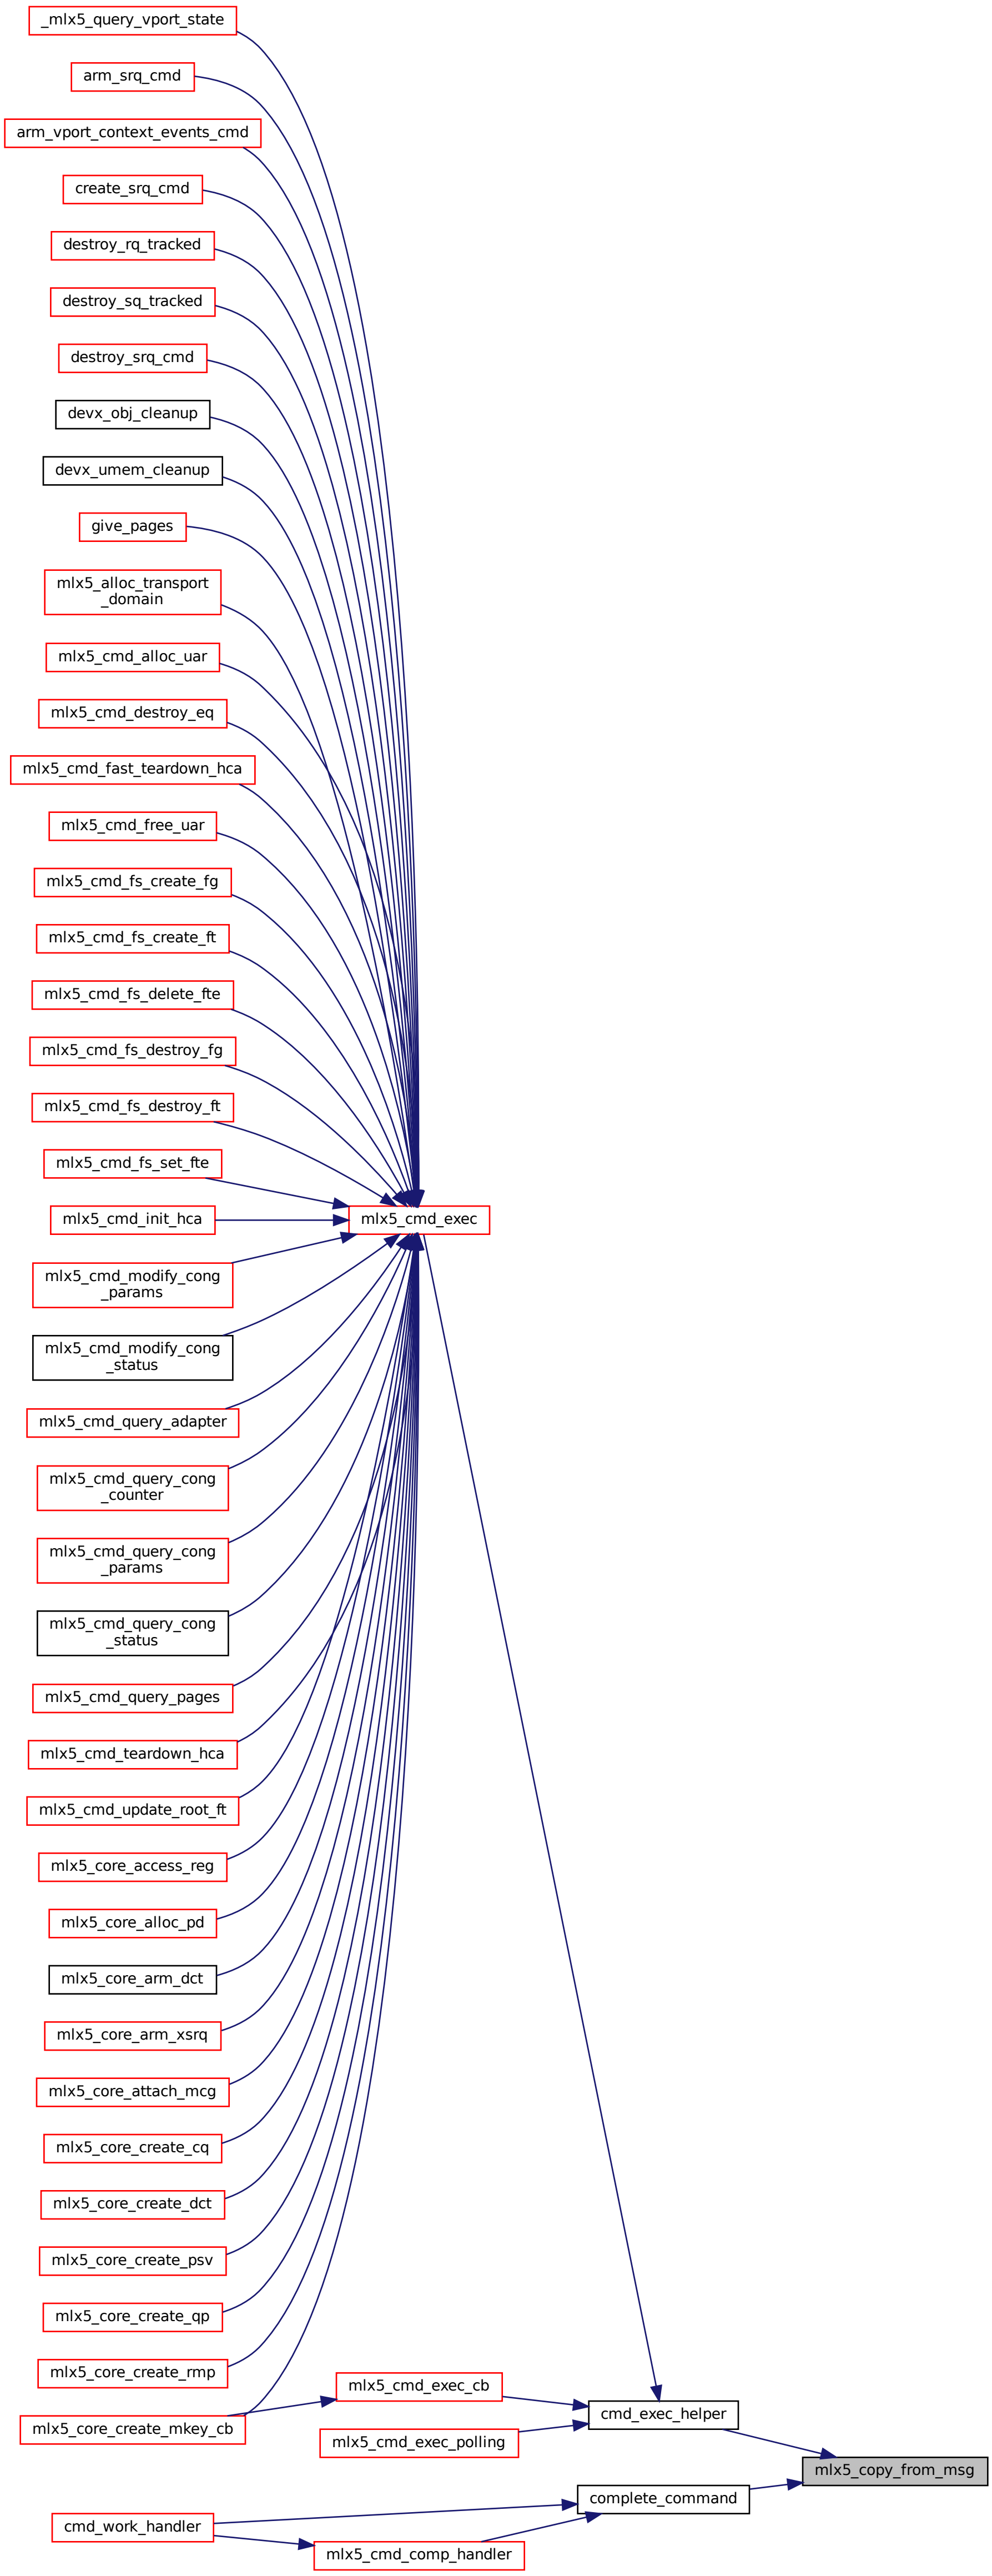 _mlx5_query_vport_state
arm_srq_cmd
arm_vport_context_events_cmd
create_srq_cmd
destroy_rq_tracked
destroy_sq_tracked
destroy_srq_cmd
devx_obj_cleanup
devx_umem_cleanup
give_pages
mlx5_alloc_transport
_domain
mlx5_cmd_alloc_uar
mlx5_cmd_destroy_eq
mlx5_cmd_fast_teardown_hca
mlx5_cmd_free_uar
mlx5_cmd_fs_create_fg
mlx5_cmd_fs_create_ft
mlx5_cmd_fs_delete_fte
mlx5_cmd_fs_destroy_fg
mlx5_cmd_fs_destroy_ft
mlx5_cmd_fs_set_fte
mlx5_cmd_init_hca
mlx5_cmd_exec
mlx5_cmd_modify_cong
_params
mlx5_cmd_modify_cong
_status
mlx5_cmd_query_adapter
mlx5_cmd_query_cong
_counter
mlx5_cmd_query_cong
_params
mlx5_cmd_query_cong
_status
mlx5_cmd_query_pages
mlx5_cmd_teardown_hca
mlx5_cmd_update_root_ft
mlx5_core_access_reg
mlx5_core_alloc_pd
mlx5_core_arm_dct
mlx5_core_arm_xsrq
mlx5_core_attach_mcg
mlx5_core_create_cq
mlx5_core_create_dct
mlx5_core_create_psv
mlx5_core_create_qp
mlx5_core_create_rmp
mlx5_cmd_exec_cb
cmd_exec_helper
mlx5_core_create_mkey_cb
mlx5_cmd_exec_polling
mlx5_copy_from_msg
complete_command
cmd_work_handler
mlx5_cmd_comp_handler